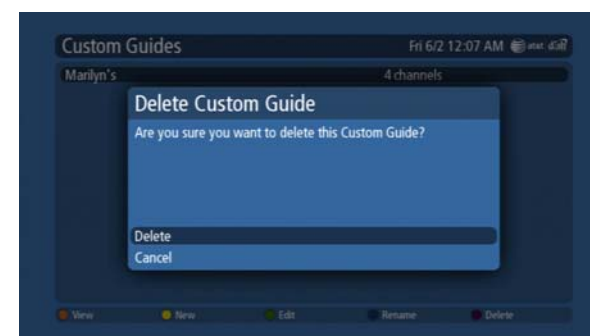 Custom Guides Fri 6/2 12:07 AM at&t
Marilyn's 4 channels
Delete Custom Guide
Are you sure you want to delete this Custom Guide?
Delete
Cancel
View New Edit Rename Delete